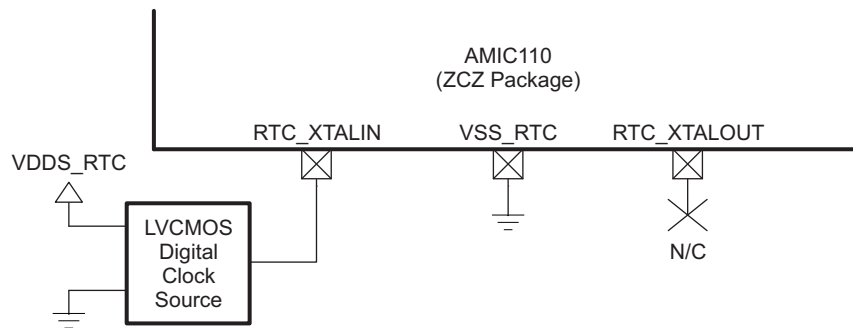 AMIC110
(ZCZ Package)
RTC_XTALIN
VSS_RTC
RTC_XTALOUT
VDDS_RTC
LVCMOS
Digital
Clock
Source
N/C